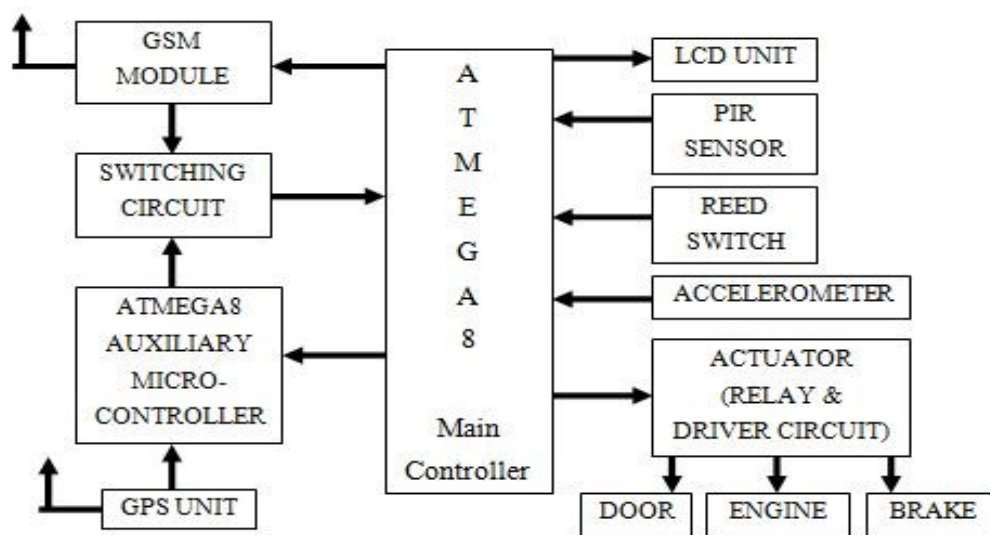 GSM
MODULE
SWITCHING
CIRCUIT
ATMEGA8
AUXILIARY
MICRO-
CONTROLLER
GPS UNIT
A
T
M
E
G
A
8
Main
Controller
LCD UNIT
PIR
SENSOR
REED
SWITCH
ACCELEROMETER
ACTUATOR
(RELAY &
DRIVER CIRCUIT)
DOOR
ENGINE
BRAKE